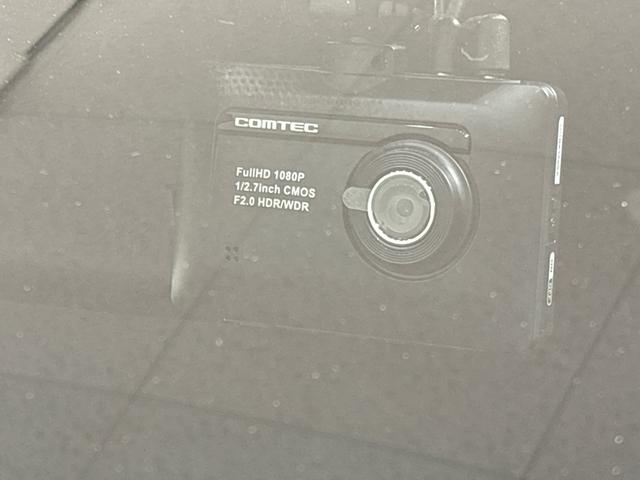 COMTEC
FullHD 1080P
1/2.7inch CMOS
F2.0 HDR/WDR